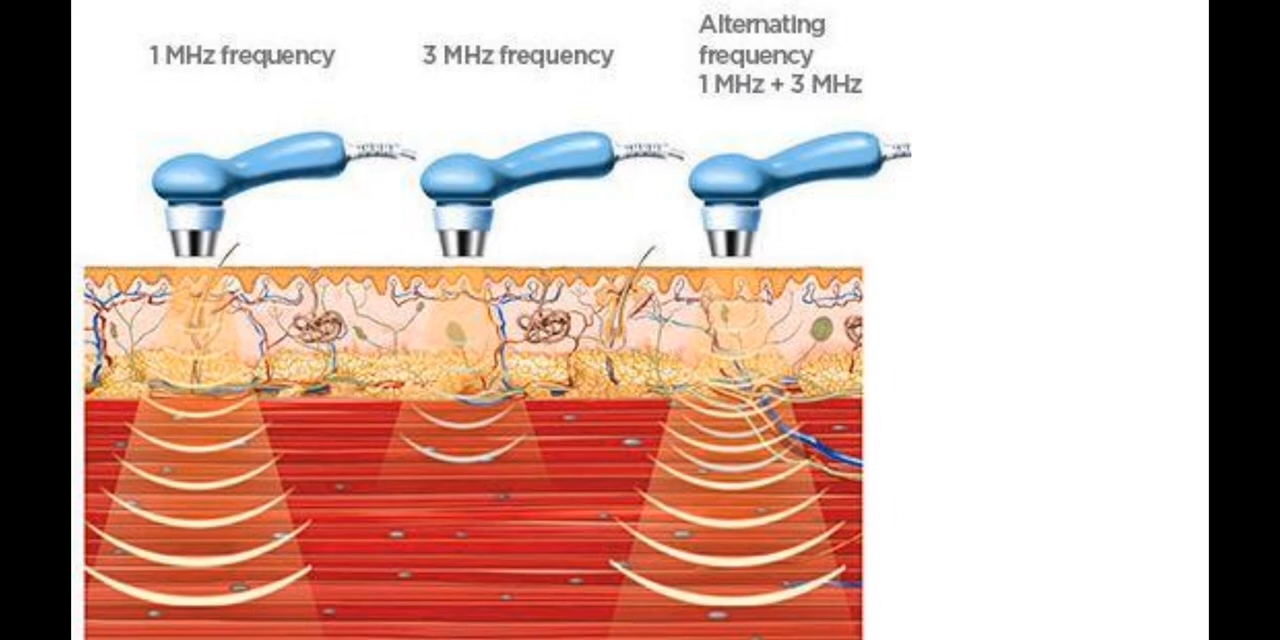 1 MHz frequency
3 MHz frequency
Alternating
frequency
1 MHz + 3 MHz